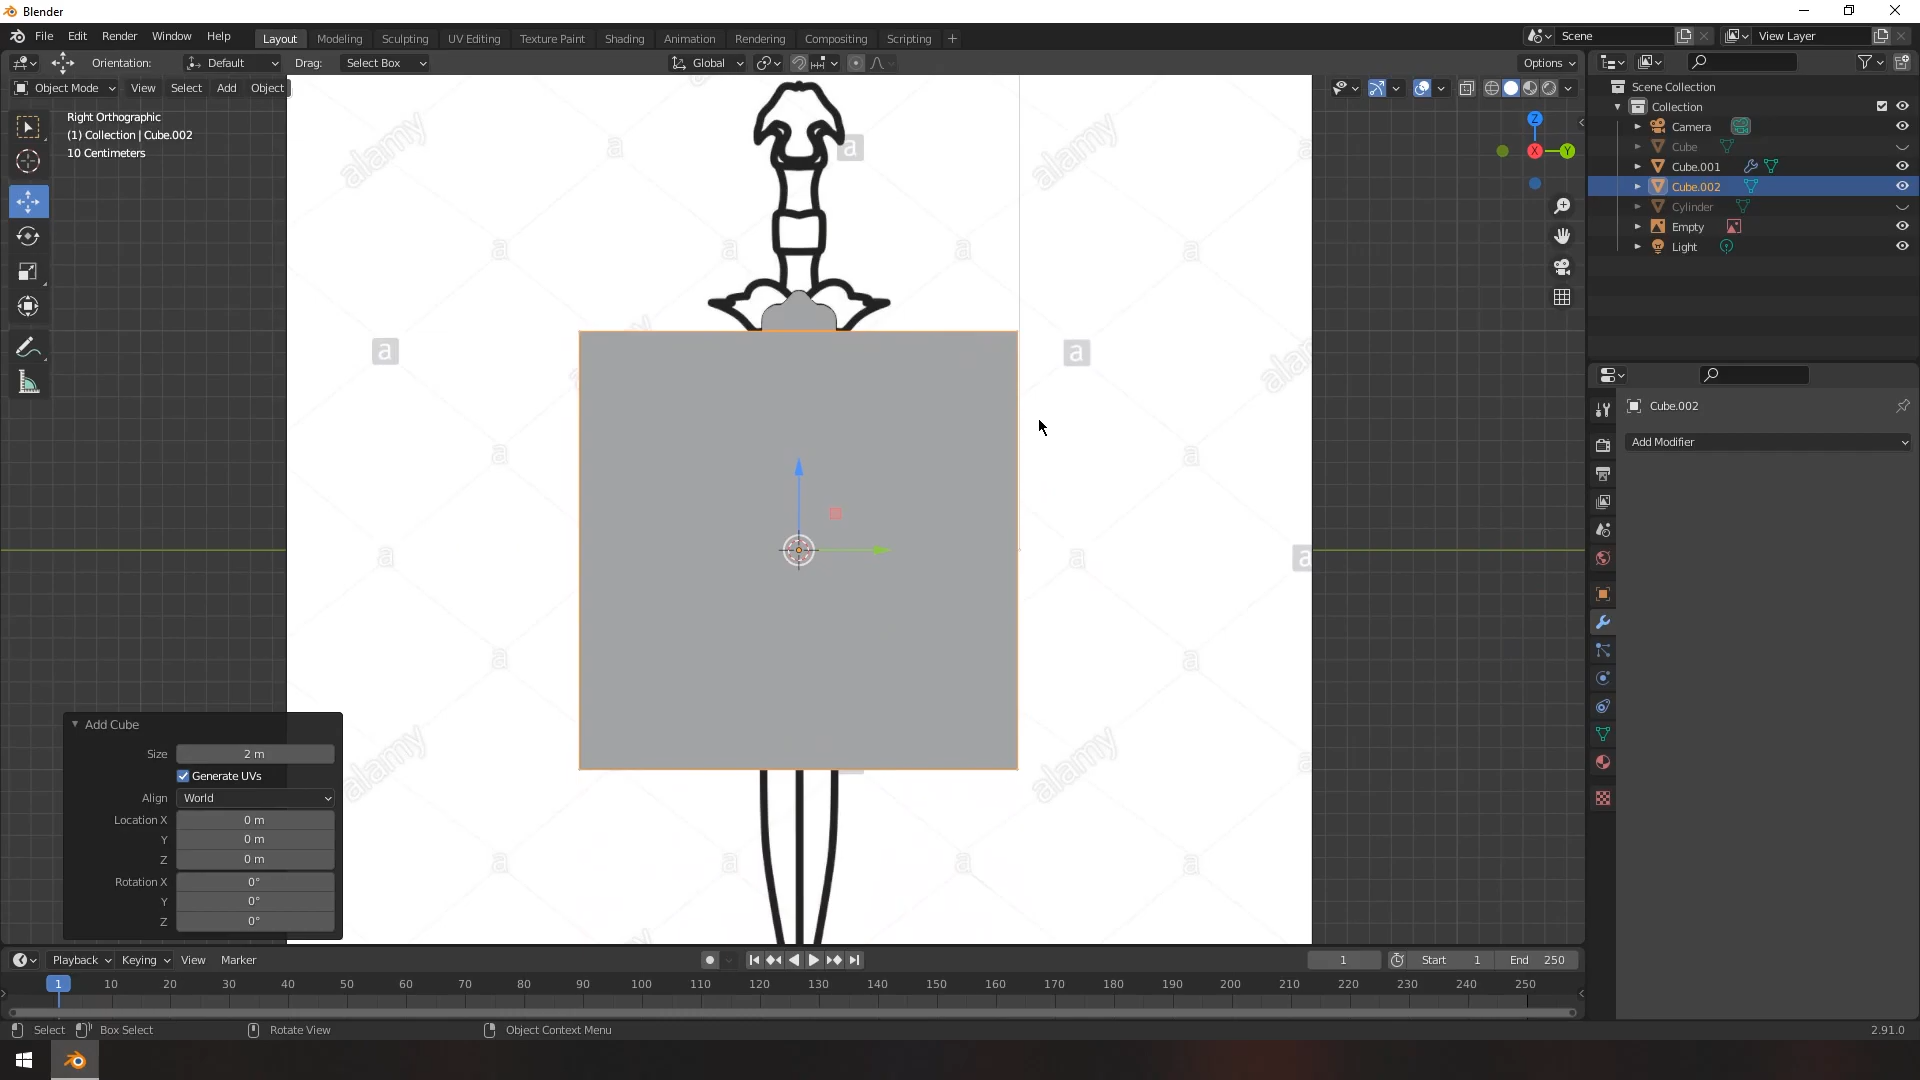 Blender
File Edit Render Window Help
Layout Modeling Sculpting UV Editing Texture Paint Shading Animation Rendering Compositing Scripting +
Scene
View Layer
Orientation: Default Drag: Select Box
Global
Options
Object Mode View Select Add Object
Right Orthographic
(1) Collection | Cube.002
10 Centimeters
Z
X
Y
Scene Collection
Collection
Camera
Cube
Cube.001
Cube.002
Cylinder
Empty
Light
Cube.002
Add Modifier
alamy
alamy
a
a
a
a
a
a
a
a
alam
a
a
a
a
a
a
a
a
alamy
alamy
a
a
a
a
Add Cube
Size 2 m
Generate UVs
Align World
Location X 0 m
Y 0 m
Z 0 m
Rotation X 0°
Y 0°
Z 0°
Playback Keying View Marker
1
Start 1
End 250
1 10 20 30 40 50 60 70 80 90 100 110 120 130 140 150 160 170 180 190 200 210 220 230 240 250
Select Box Select Rotate View Object Context Menu
2.91.0